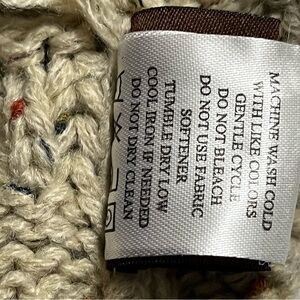 MACHINE WASH COLD
WITH LIKE COLORS
GENTLE CYCLE
DO NOT BLEACH
DO NOT USE FABRIC
SOFTENER
TUMBLE DRY LOW
COOL IRON IF NEEDED
DO NOT DRY CLEAN